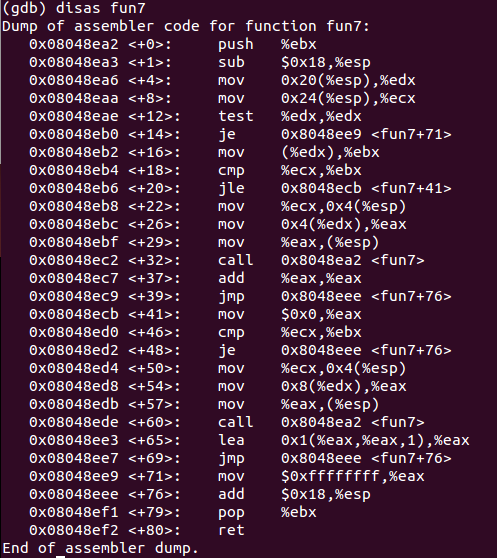 (gdb) disas fun7
Dump of assembler code for function fun7:
   0x08048ea2 <+0>:     push   %ebx
   0x08048ea3 <+1>:     sub    $0x18,%esp
   0x08048ea6 <+4>:     mov    0x20(%esp),%edx
   0x08048eaa <+8>:     mov    0x24(%esp),%ecx
   0x08048eae <+12>:    test   %edx,%edx
   0x08048eb0 <+14>:    je     0x8048ee9 <fun7+71>
   0x08048eb2 <+16>:    mov    (%edx),%ebx
   0x08048eb4 <+18>:    cmp    %ecx,%ebx
   0x08048eb6 <+20>:    jle    0x8048ecb <fun7+41>
   0x08048eb8 <+22>:    mov    %ecx,0x4(%esp)
   0x08048ebc <+26>:    mov    0x4(%edx),%eax
   0x08048ebf <+29>:    mov    %eax,(%esp)
   0x08048ec2 <+32>:    call   0x8048ea2 <fun7>
   0x08048ec7 <+37>:    add    %eax,%eax
   0x08048ec9 <+39>:    jmp    0x8048eee <fun7+76>
   0x08048ecb <+41>:    mov    $0x0,%eax
   0x08048ed0 <+46>:    cmp    %ecx,%ebx
   0x08048ed2 <+48>:    je     0x8048eee <fun7+76>
   0x08048ed4 <+50>:    mov    %ecx,0x4(%esp)
   0x08048ed8 <+54>:    mov    0x8(%edx),%eax
   0x08048edb <+57>:    mov    %eax,(%esp)
   0x08048ede <+60>:    call   0x8048ea2 <fun7>
   0x08048ee3 <+65>:    lea    0x1(%eax,%eax,1),%eax
   0x08048ee7 <+69>:    jmp    0x8048eee <fun7+76>
   0x08048ee9 <+71>:    mov    $0xffffffff,%eax
   0x08048eee <+76>:    add    $0x18,%esp
   0x08048ef1 <+79>:    pop    %ebx
   0x08048ef2 <+80>:    ret
End of assembler dump.